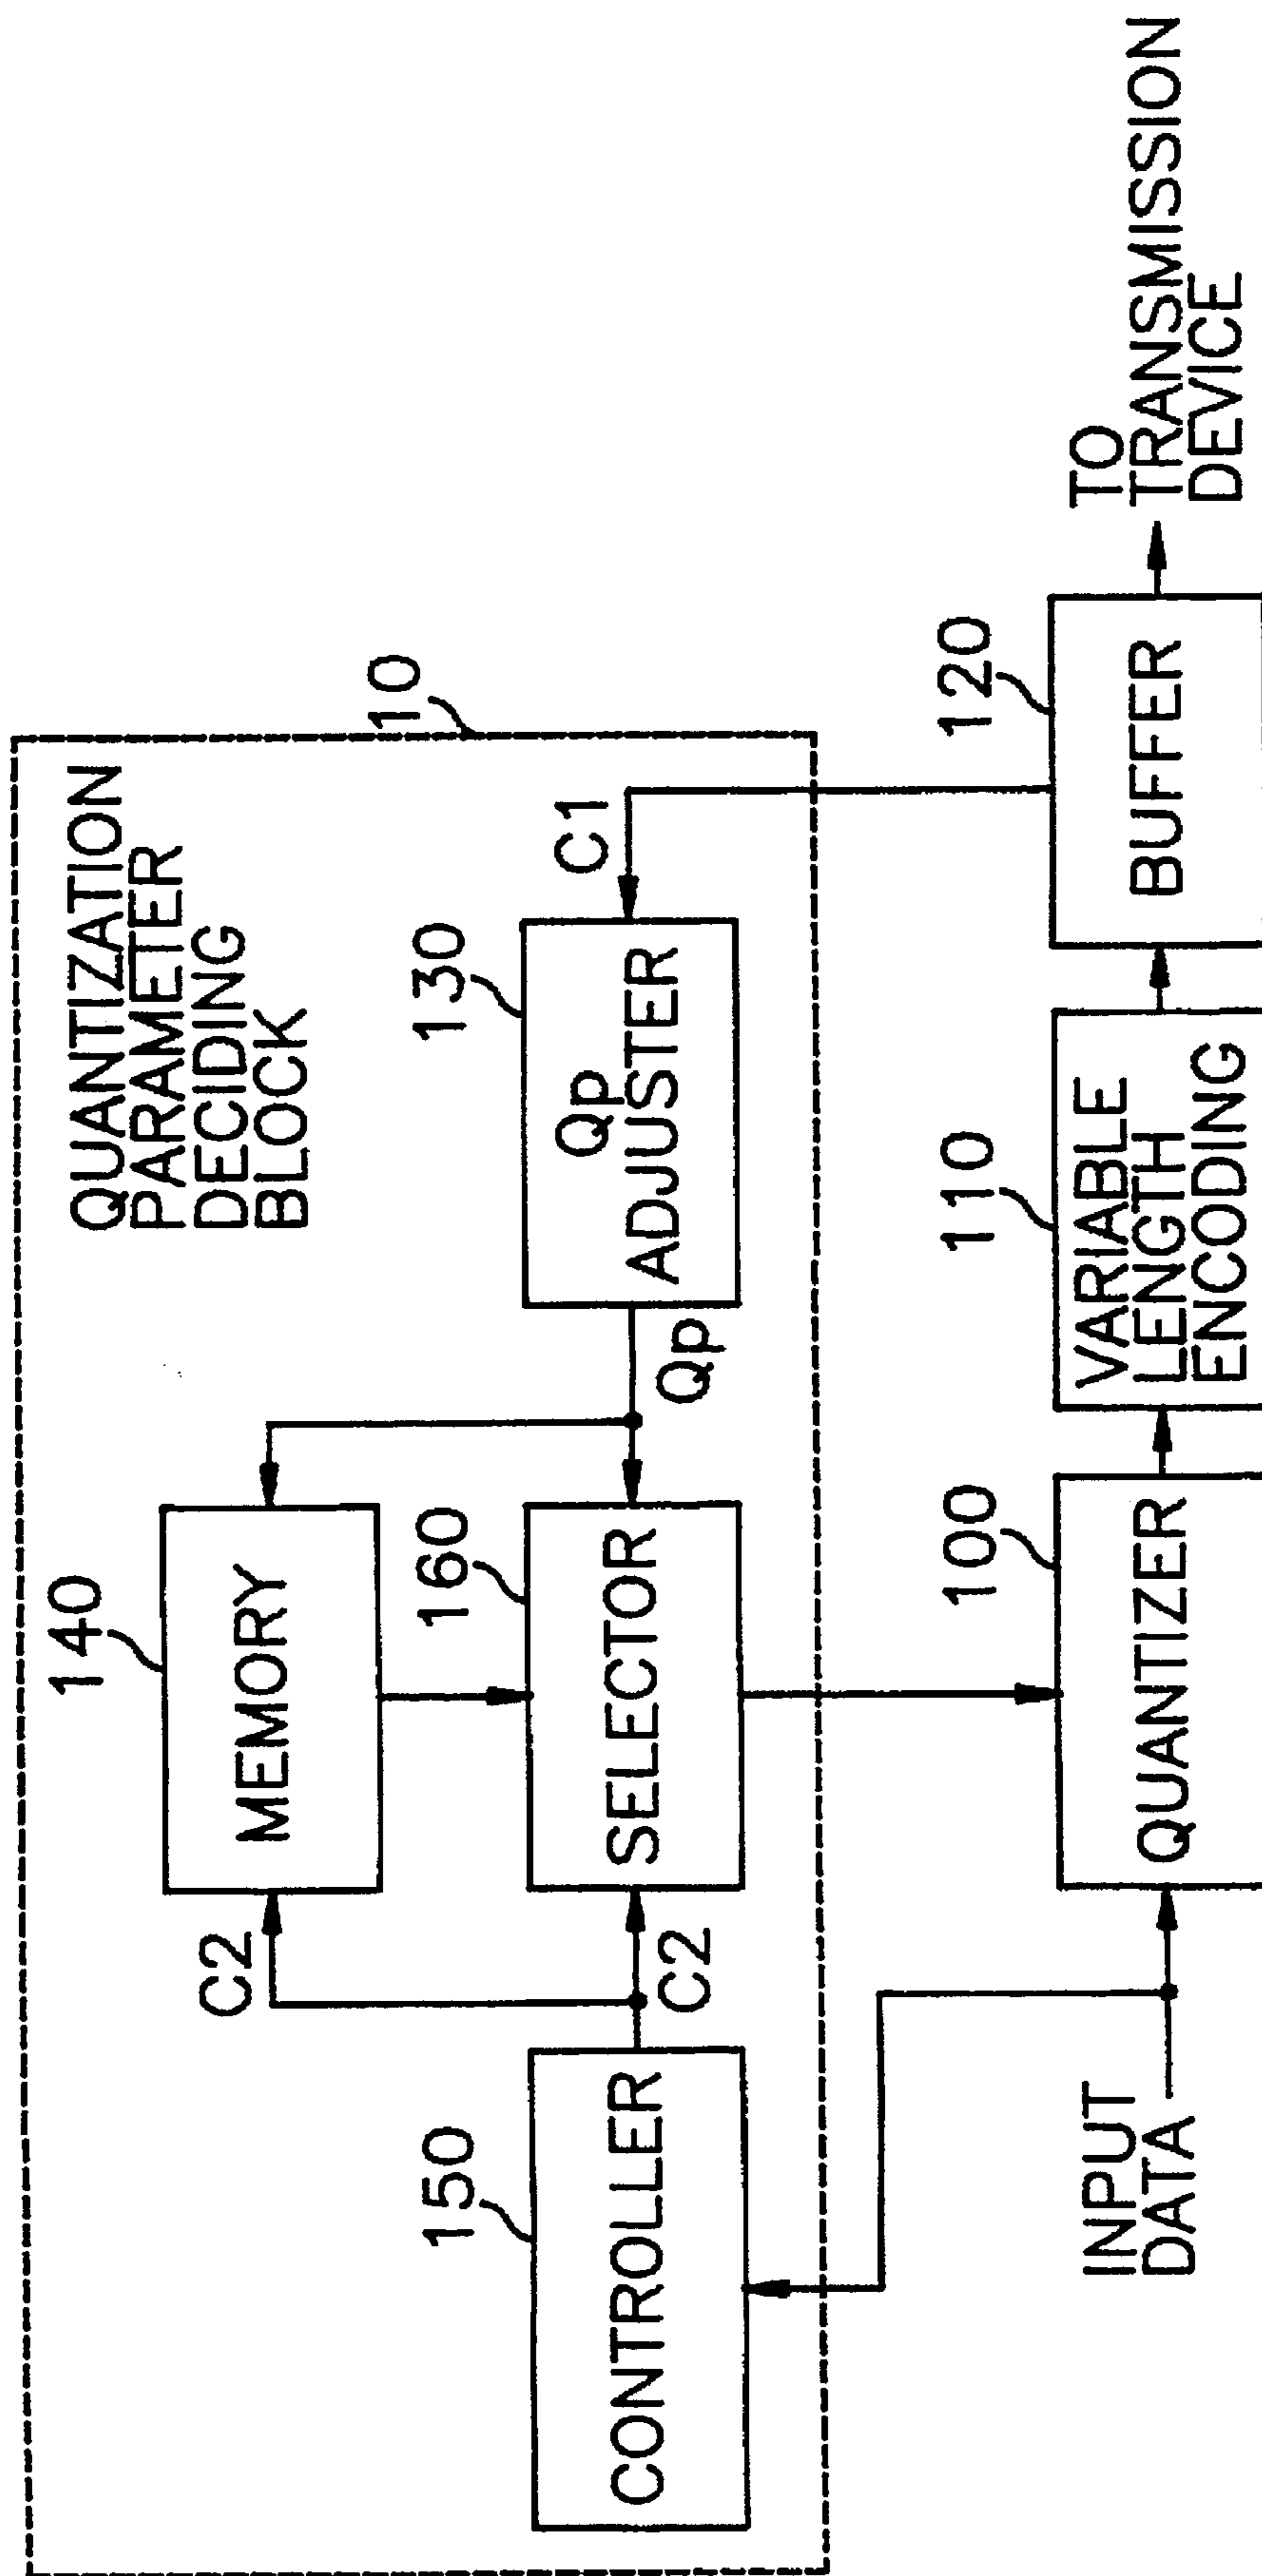 QUANTIZATION
PARAMETER
DECIDING
BLOCK
10
140
MEMORY
C2
150
CONTROLLER
C2
160
SELECTOR
Qp
130
Qp
ADJUSTER
C1
INPUT
DATA
100
QUANTIZER
110
VARIABLE
LENGTH
ENCODING
120
BUFFER
TO
TRANSMISSION
DEVICE